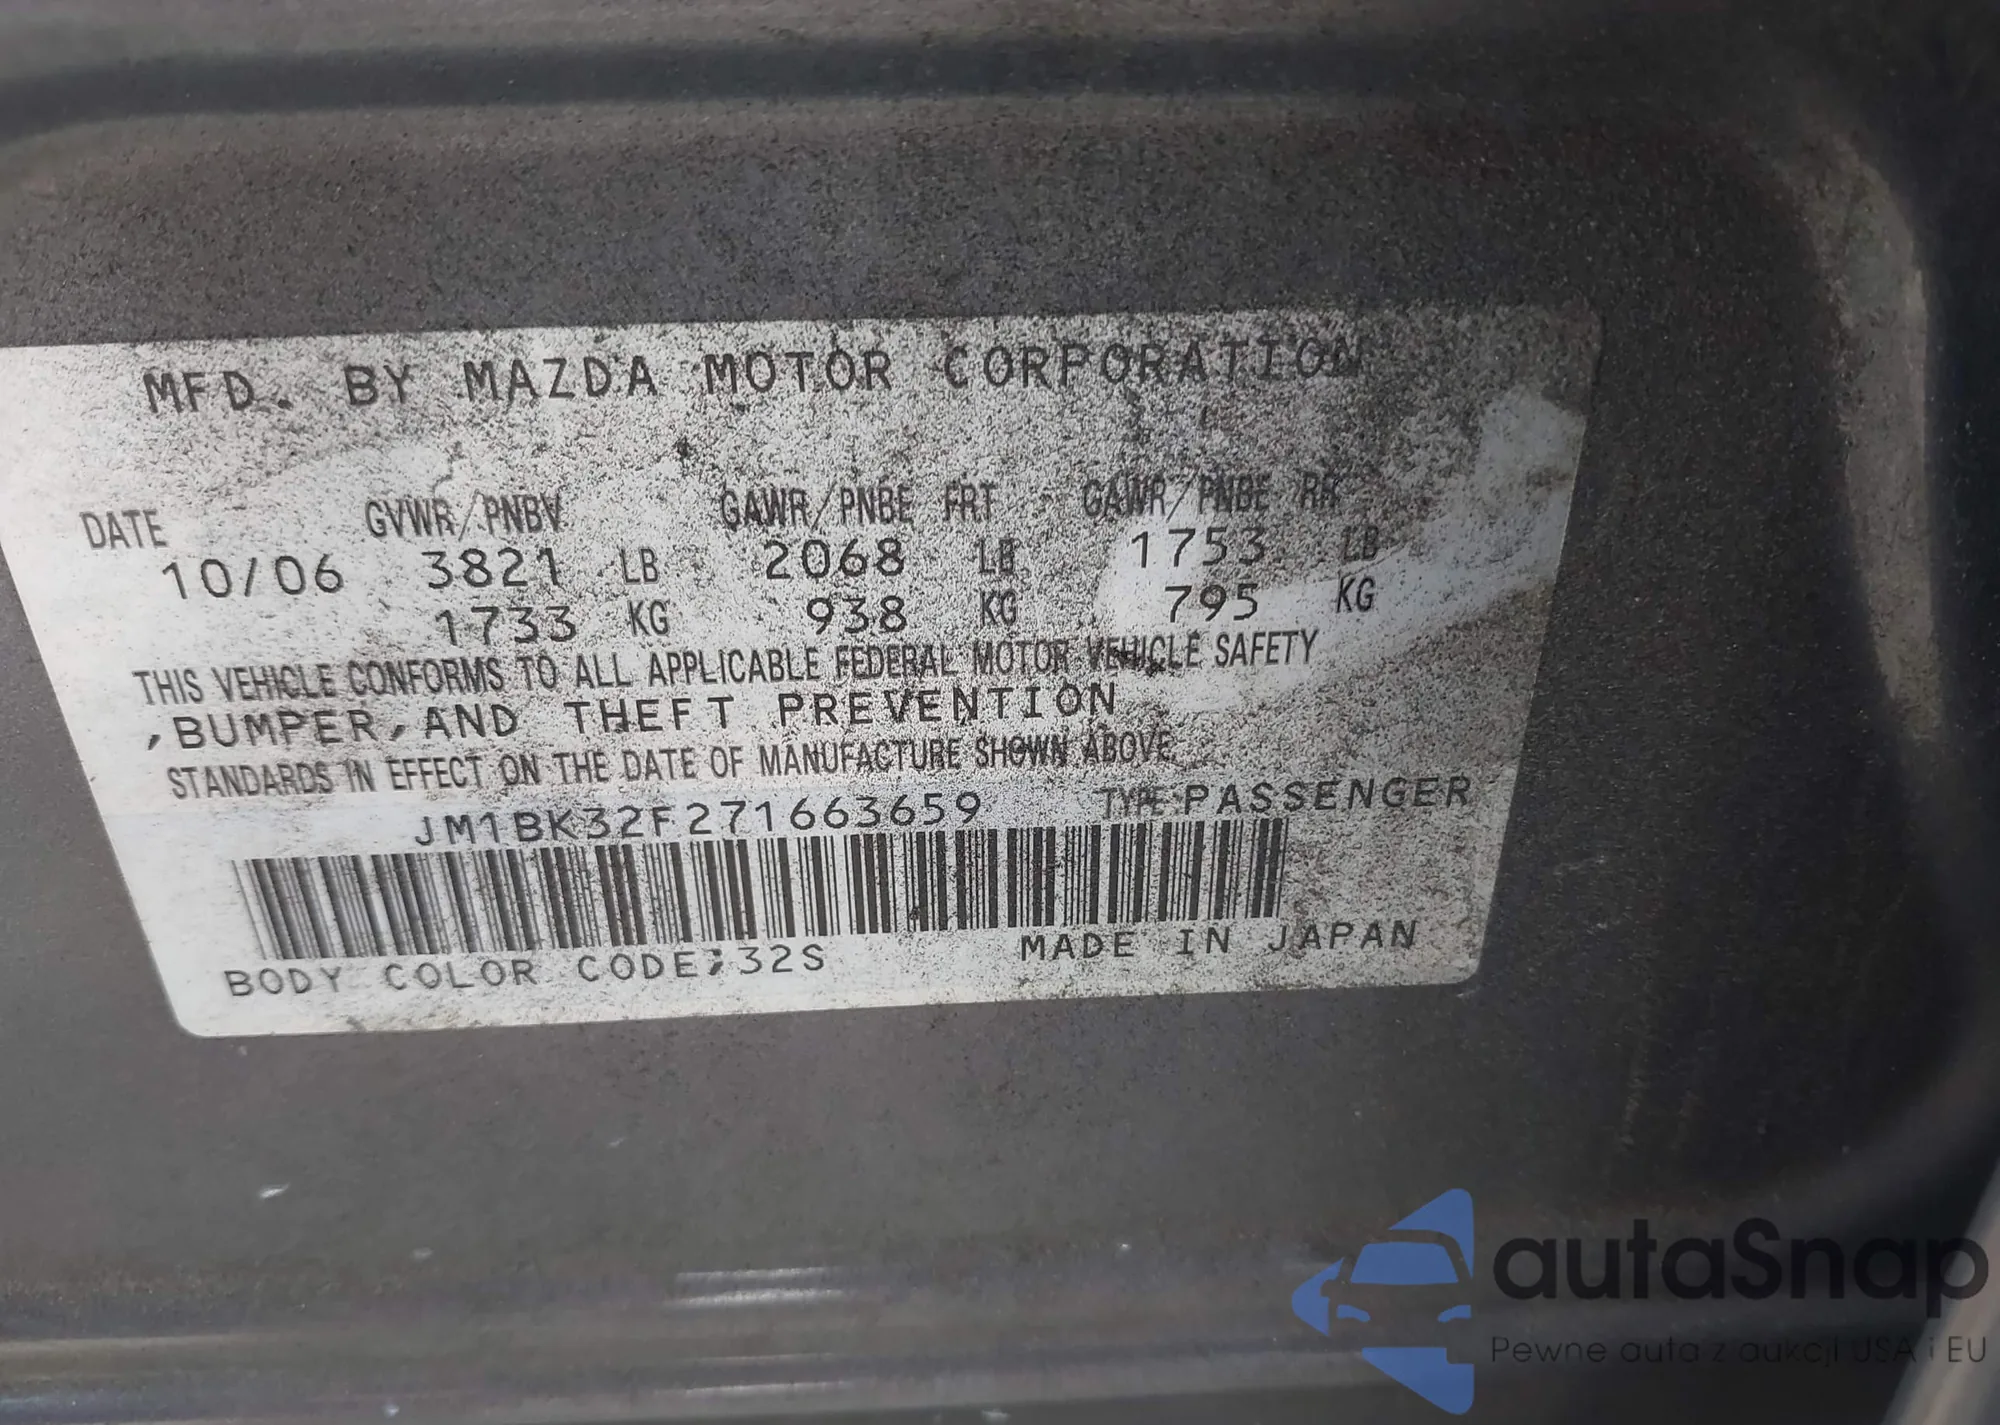 MFD. BY MAZDA MOTOR CORPORATION
DATE GVWR/PNBV GAWR/PNBE FRT GAWR/PNBE RR
10/06 3821 LB 2068 LB 1753 LB
1733 KG 938 KG 795 KG
THIS VEHICLE CONFORMS TO ALL APPLICABLE FEDERAL MOTOR VEHICLE SAFETY
,BUMPER,AND THEFT PREVENTION
STANDARDS IN EFFECT ON THE DATE OF MANUFACTURE SHOWN ABOVE
JM1BK32F271663659 TYPE:PASSENGER
BODY COLOR CODE;32S MADE IN JAPAN
autaSnap
Pewne auta z aukcji USA i EU